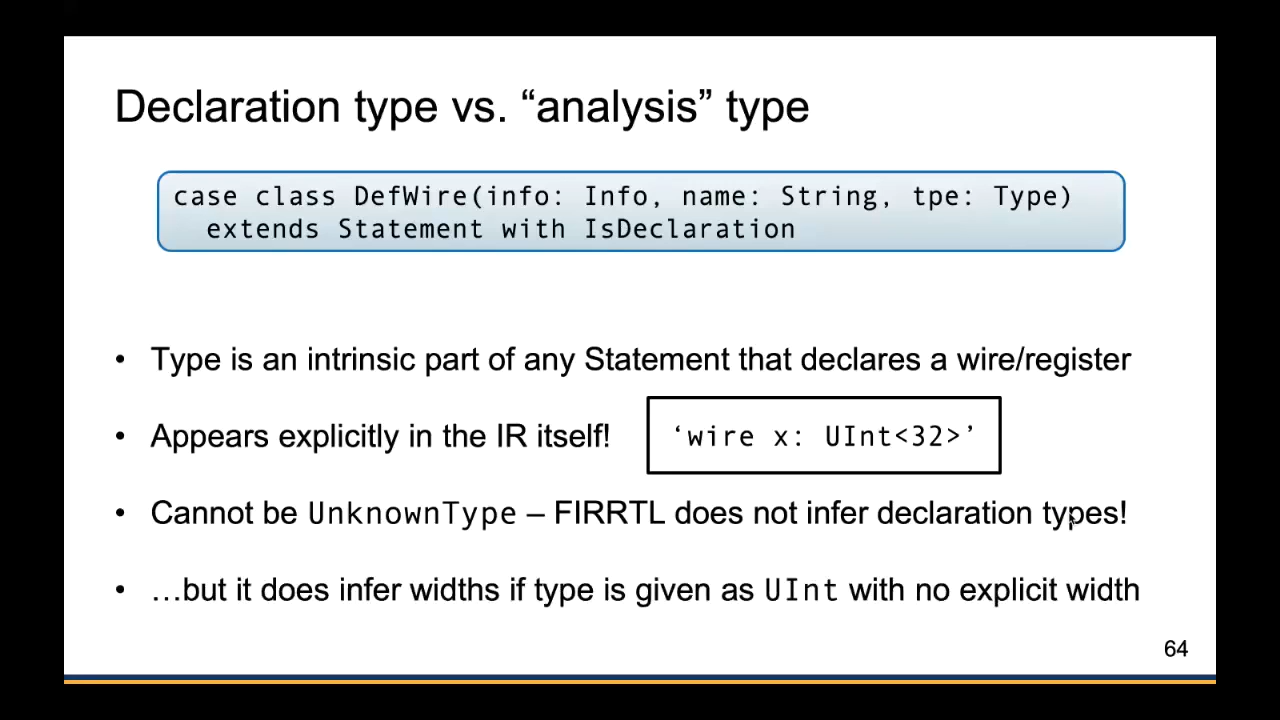 Declaration type vs. “analysis” type
case class DefWire(info: Info, name: String, tpe: Type)
extends Statement with IsDeclaration
• Type is an intrinsic part of any Statement that declares a wire/register
• Appears explicitly in the IR itself! ‘wire x: UInt<32>’
• Cannot be UnknownType – FIRRTL does not infer declaration types!
• …but it does infer widths if type is given as UInt with no explicit width
64